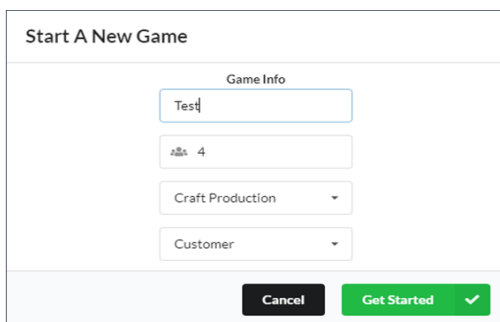 Start A New Game
Game Info
Test
4
Craft Production
Customer
Cancel Get Started